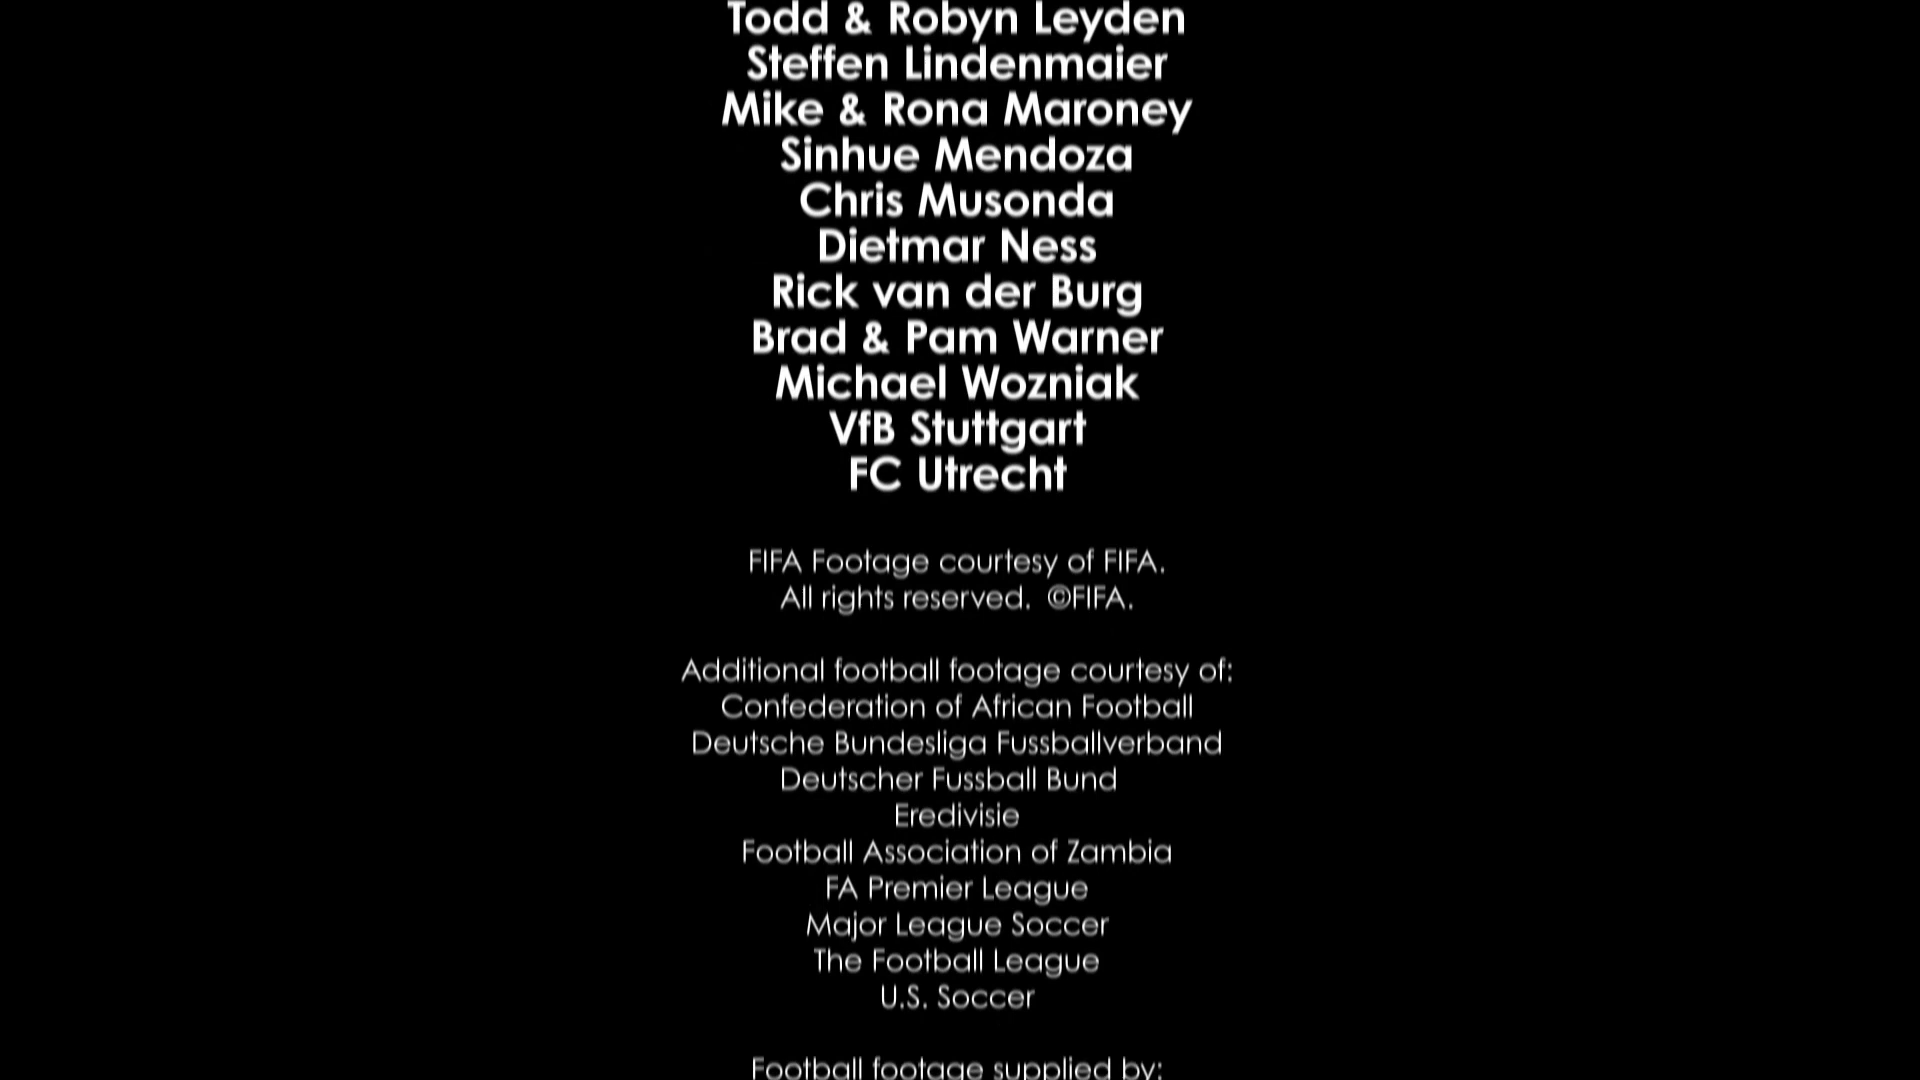 Todd & Robyn Leyden
Steffen Lindenmaier
Mike & Rona Maroney
Sinhue Mendoza
Chris Musonda
Dietmar Ness
Rick van der Burg
Brad & Pam Warner
Michael Wozniak
VfB Stuttgart
FC Utrecht
FIFA Footage courtesy of FIFA.
All rights reserved. ©FIFA.
Additional football footage courtesy of:
Confederation of African Football
Deutsche Bundesliga Fussballverband
Deutscher Fussball Bund
Eredivisie
Football Association of Zambia
FA Premier League
Major League Soccer
The Football League
U.S. Soccer
Football footage supplied by: